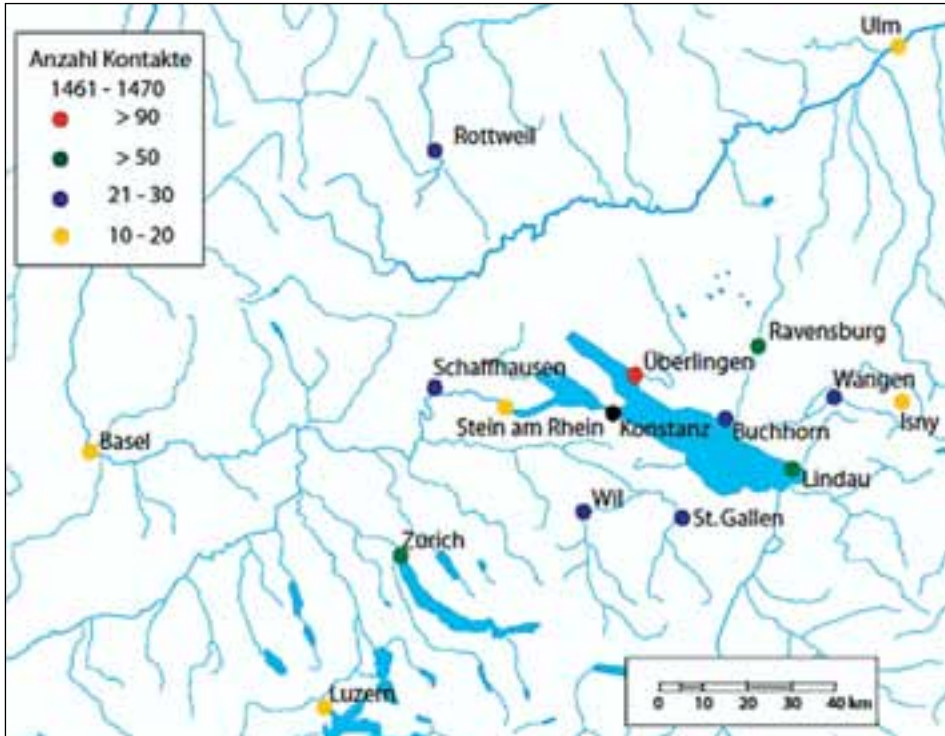 Anzahl Kontakte
1461 - 1470
> 90
> 50
21 - 30
10 - 20
Ulm
Rottweil
Ravensburg
Überlingen
Schaffhausen
Wangen
Isny
Stein am Rhein
Konstanz
Buchhorn
Basel
Lindau
Wil
St. Gallen
Zürich
Luzern
0 10 20 30 40 km